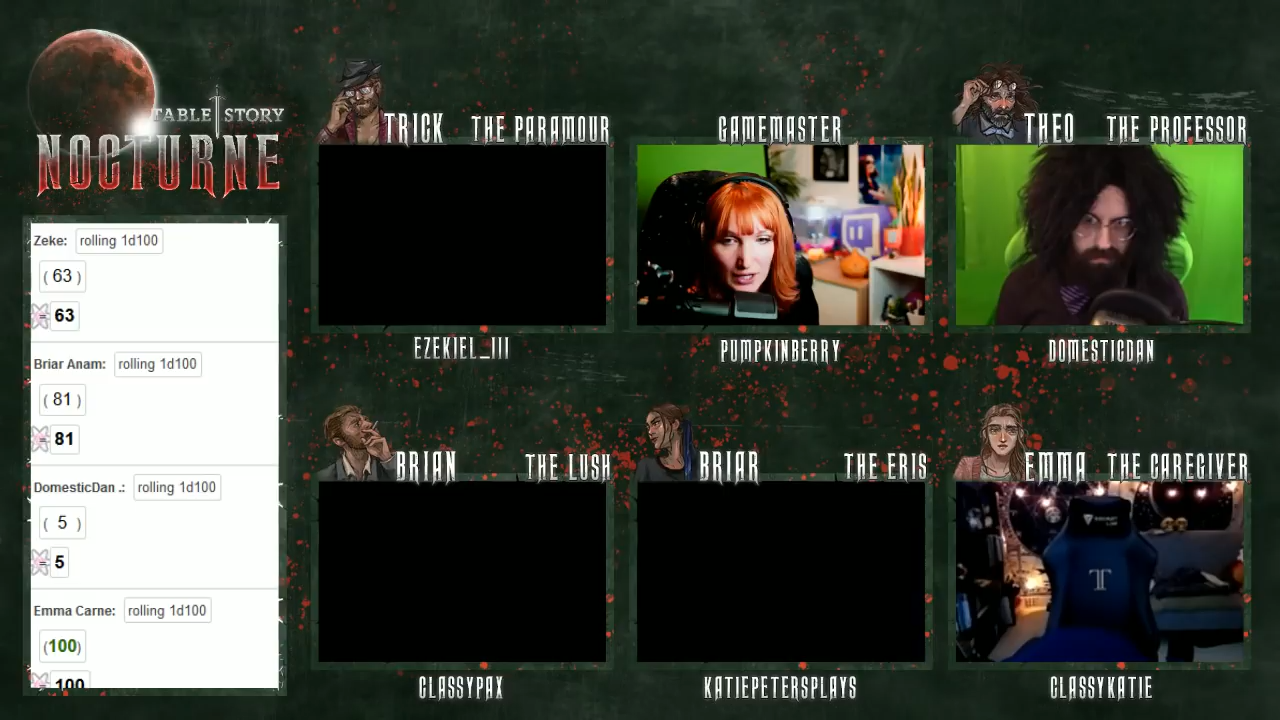 TABLE STORY
NOCTURNE
Zeke: rolling 1d100
( 63 )
= 63
Briar Anam: rolling 1d100
( 81 )
= 81
DomesticDan .: rolling 1d100
( 5 )
= 5
Emma Carne: rolling 1d100
(100)
= 100
TRICK THE PARAMOUR
EZEKIEL_III
GAMEMASTER
PUMPKINBERRY
THEO THE PROFESSOR
DOMESTICDAN
BRIAN THE LUSH
CLASSYPAX
BRIAR THE ERIS
KATIEPETERSPLAYS
EMMA THE CAREGIVER
CLASSYKATIE